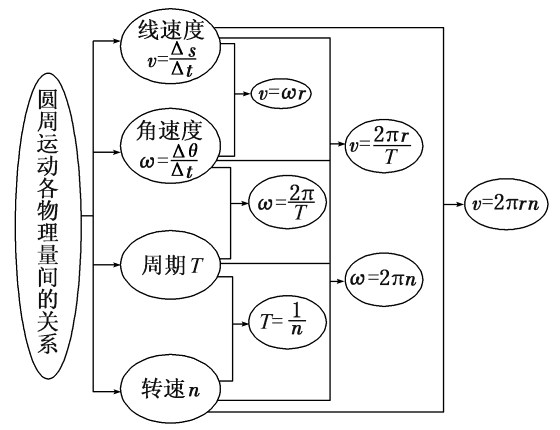 圆周运动各物理量间的关系
线速度
v=Δs/Δt
角速度
ω=Δθ/Δt
周期T
转速n
v=ωr
ω=2π/T
T=1/n
v=2πr/T
ω=2πn
v=2πrn